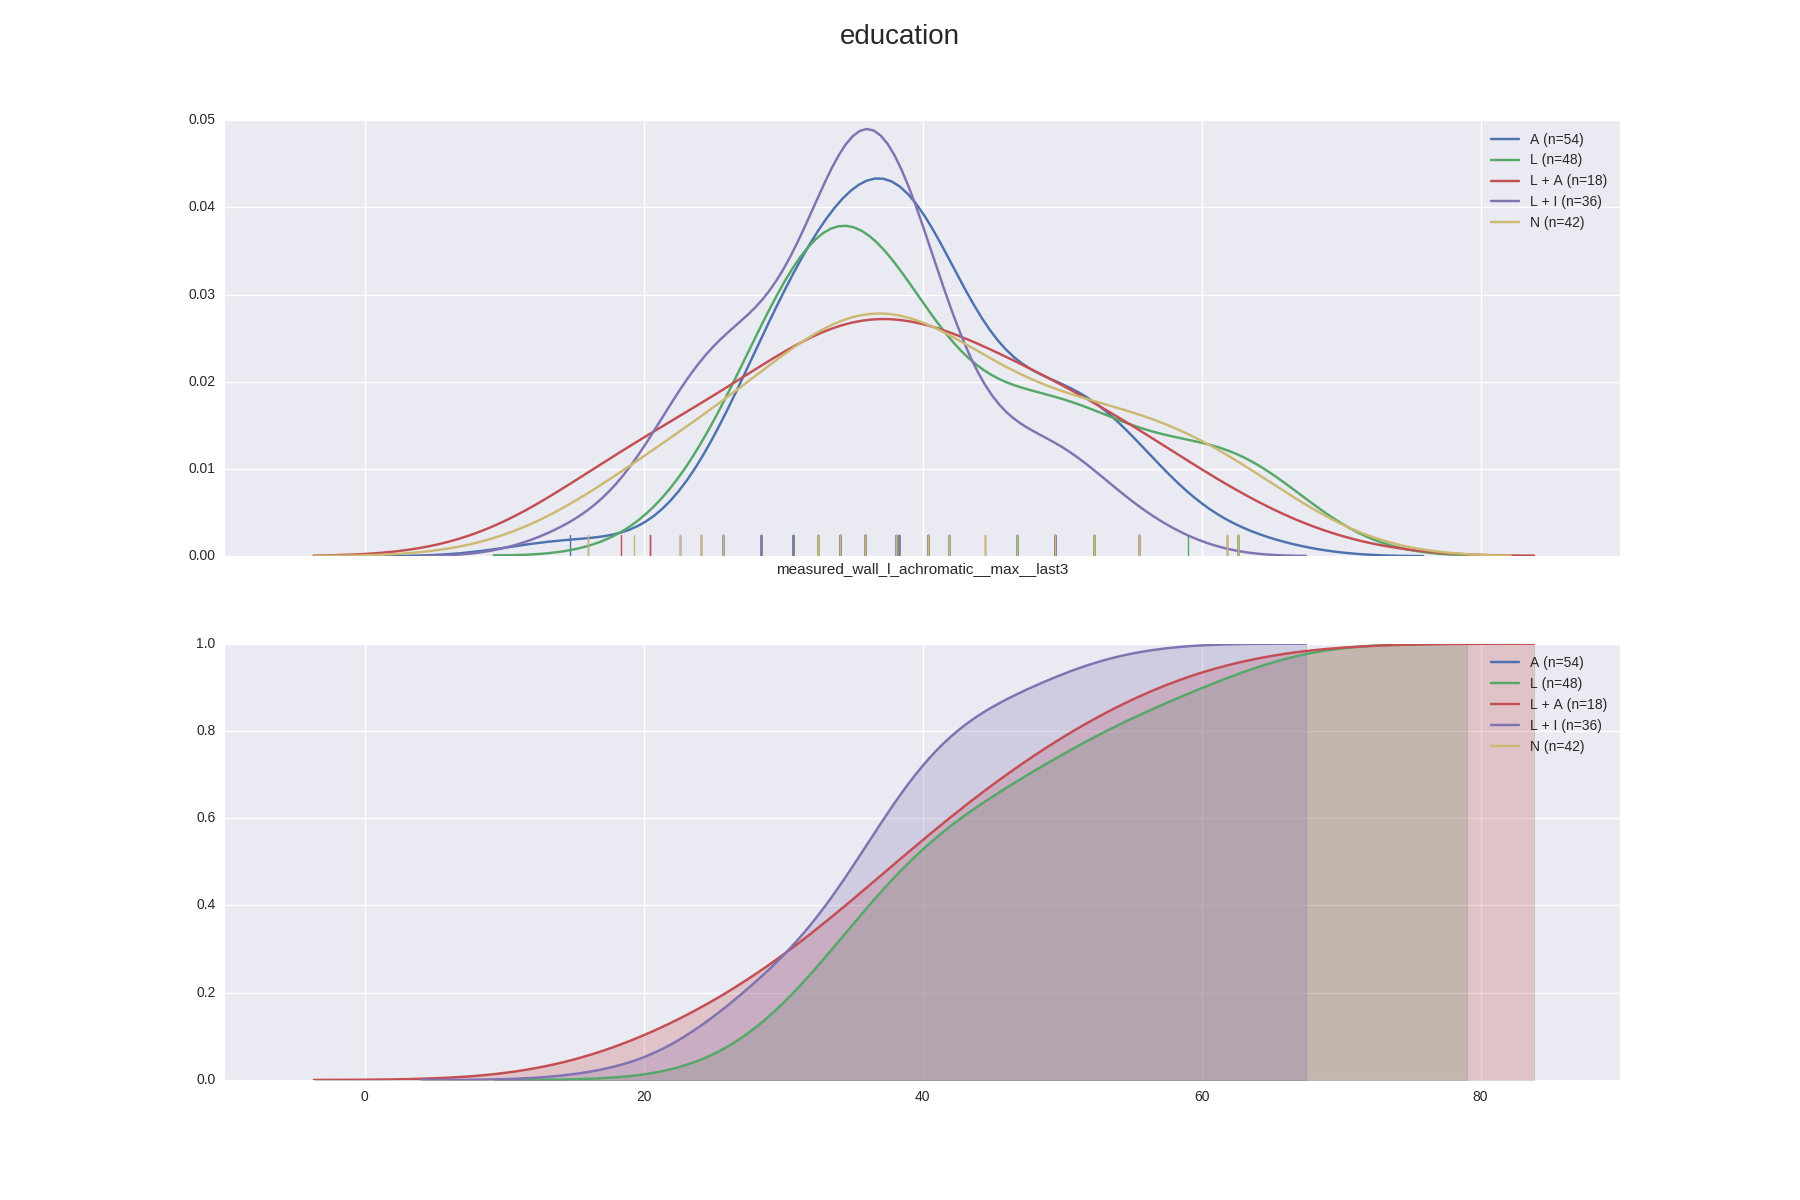 education
0.05
0.04
0.03
0.02
0.01
0.00
A (n=54)
L (n=48)
L + A (n=18)
L + I (n=36)
N (n=42)
measured_wall_l_achromatic__max__last3
1.0
0.8
0.6
0.4
0.2
0.0
A (n=54)
L (n=48)
L + A (n=18)
L + I (n=36)
N (n=42)
0 20 40 60 80